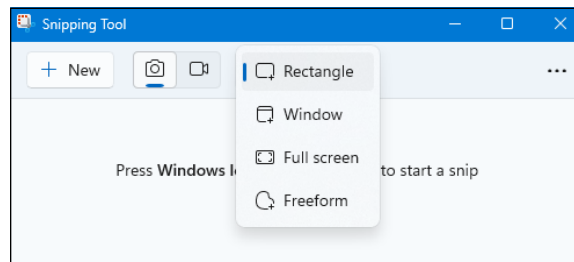 Snipping Tool
New
Rectangle
Window
Full screen
Freeform
Press Windows to start a snip